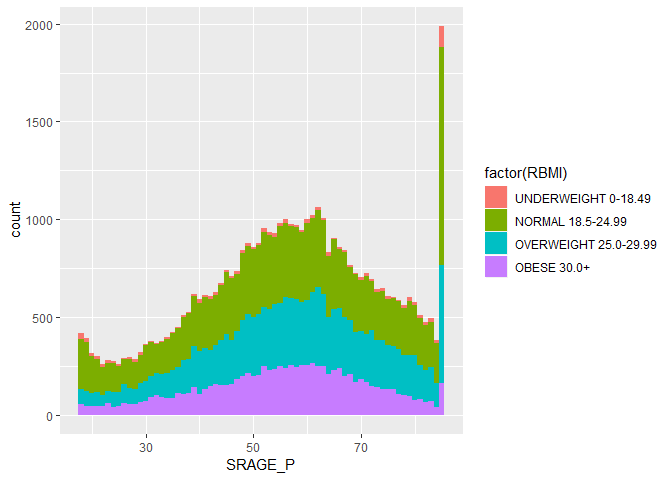 2000
1500
1000
500
0
count
30
50
70
SRAGE_P
factor(RBMI)
UNDERWEIGHT 0-18.49
NORMAL 18.5-24.99
OVERWEIGHT 25.0-29.99
OBESE 30.0+